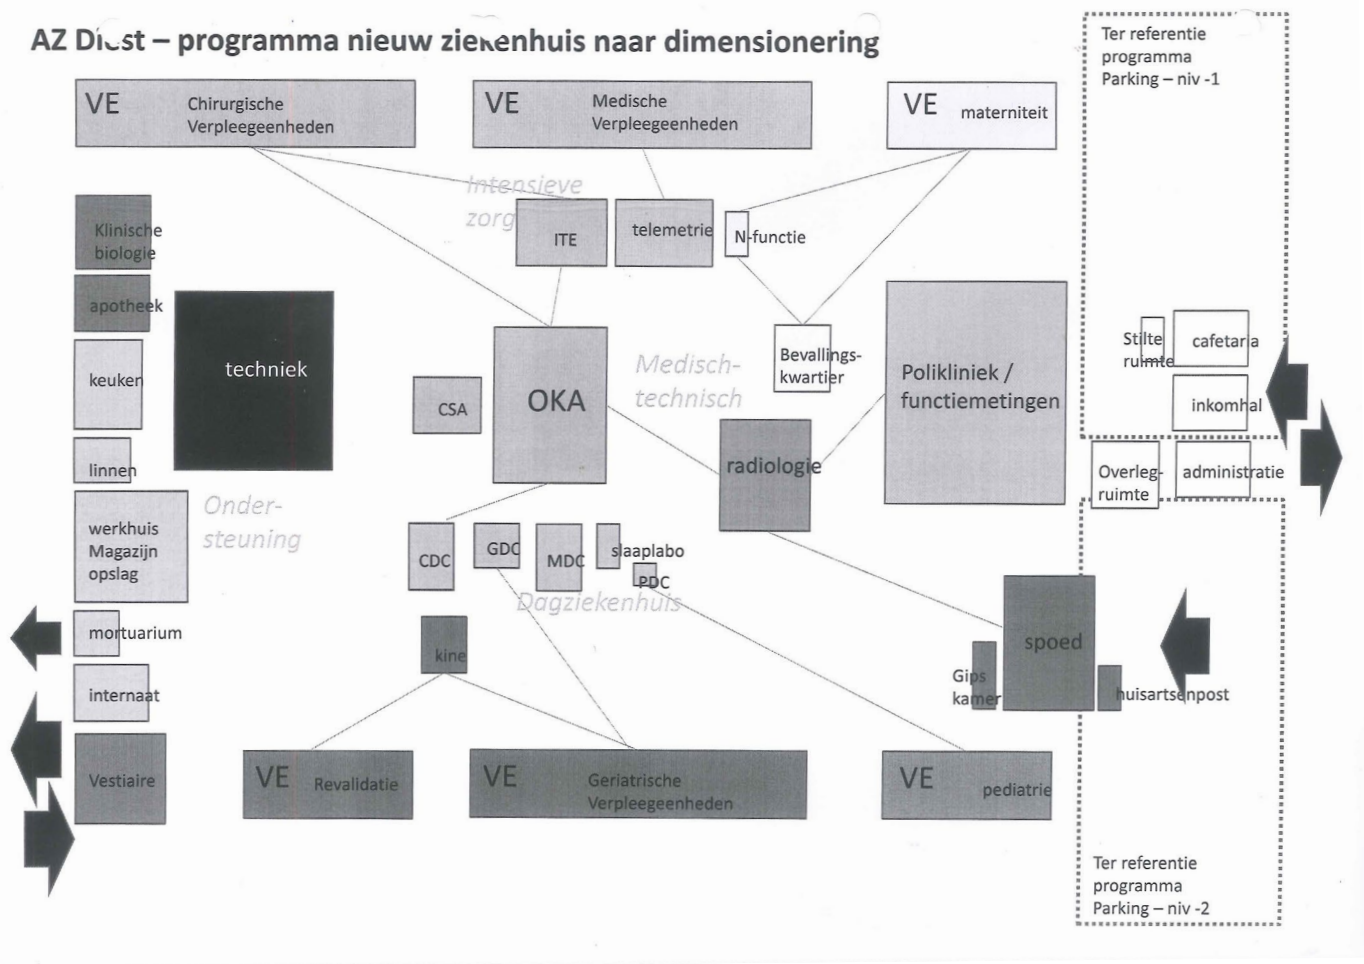 AZ Diest – programma nieuw ziekenhuis naar dimensionering
Ter referentie
programma
Parking – niv -1
VE Chirurgische
Verpleegeenheden
VE Medische
Verpleegeenheden
VE materniteit
Intensieve
zorg
ITE
telemetrie
N-functie
Klinische
biologie
apotheek
keuken
linnen
werkhuis
Magazijn
opslag
mortuarium
internaat
Vestiaire
techniek
Onder-
steuning
CSA
OKA
Medisch-
technisch
Bevallings-
kwartier
radiologie
Polikliniek /
functiemetingen
Stilte
ruimte
cafetaria
inkomhal
Overleg-
ruimte
administratie
CDC
GDC
MDC
slaaplabo
PDC
Dagziekenhuis
kine
spoed
Gips
kamer
huisartsenpost
VE Revalidatie
VE Geriatrische
Verpleegeenheden
VE pediatrie
Ter referentie
programma
Parking – niv -2